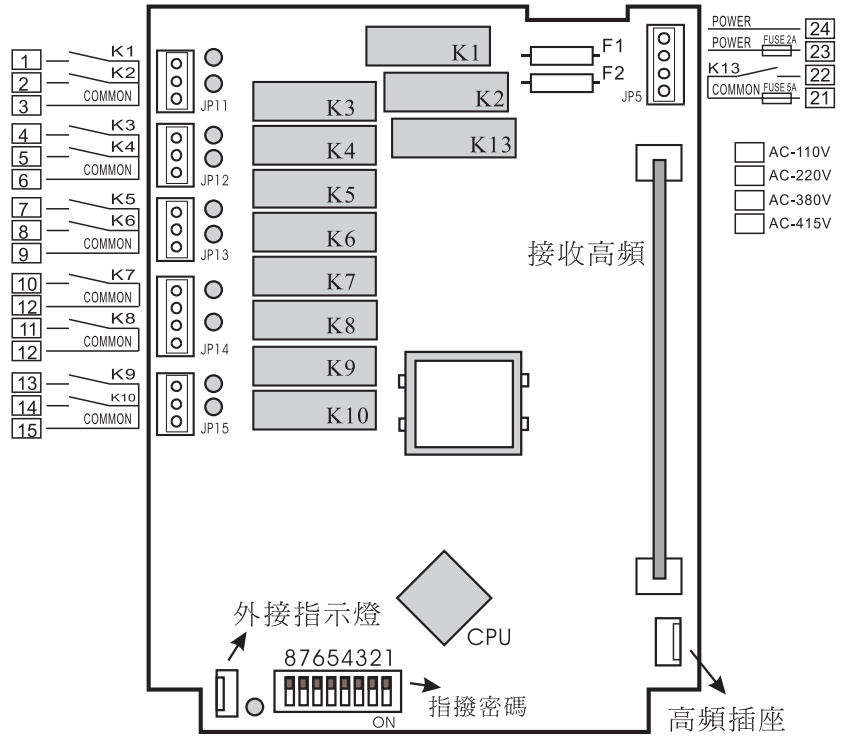 1 K1
2 K2
3 COMMON
JP11
4 K3
5 K4
6 COMMON
JP12
7 K5
8 K6
9 COMMON
JP13
10 K7
12 COMMON
11 K8
12 COMMON
JP14
13 K9
14 K10
15 COMMON
JP15
K1
K2
K13
K3
K4
K5
K6
K7
K8
K9
K10
F1
F2
JP5
POWER 24
POWER FUSE 2A 23
K13 22
COMMON FUSE 5A 21
AC-110V
AC-220V
AC-380V
AC-415V
接收高頻
CPU
外接指示燈
87654321
ON
指撥密碼
高頻插座